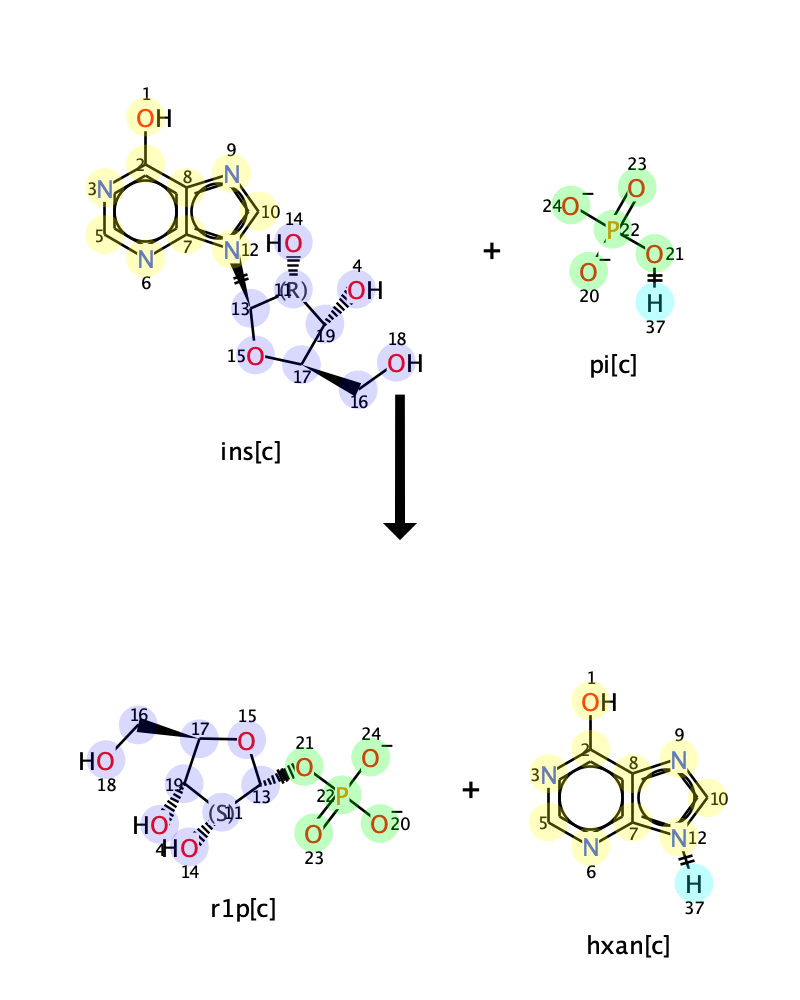 1
OH
2
3 N
8
N 9
10
5
7
N 6
N 12
HO 14
4
OH
11 (R)
13
19
15 O
17
18
OH
16
ins[c]
+
23
O
24 O −
P 22
O 21
O −
20
H
37
pi[c]
16
17
15
O
HO
18
19
13
21
O
24
O −
22 P
O − 20
O
23
(S) 11
HO
4
HO
14
r1p[c]
+
1
OH
2
3 N
8
N 9
10
5
7
N 6
N 12
H
37
hxan[c]